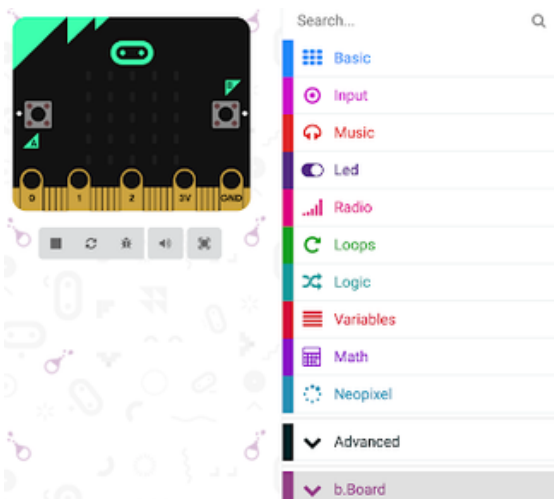 B
A
0 1 2 3V GND
Search...
Basic
Input
Music
Led
Radio
Loops
Logic
Variables
Math
Neopixel
Advanced
b.Board